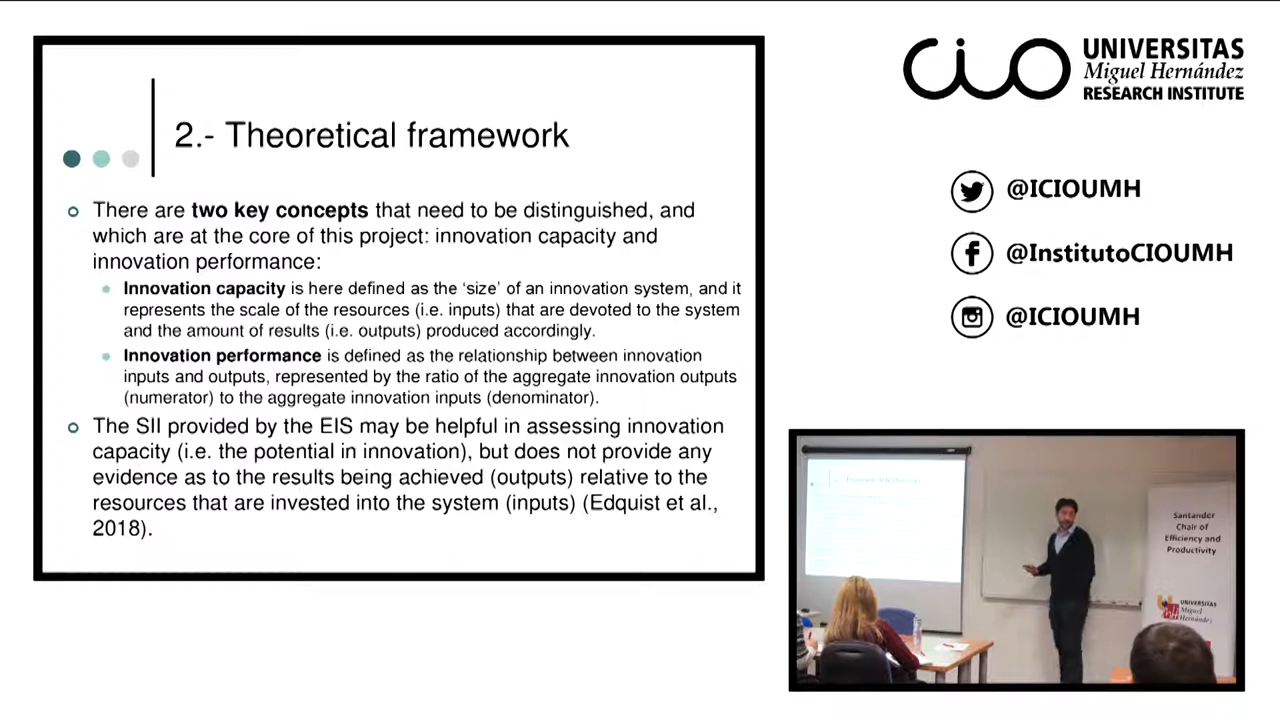 2.- Theoretical framework
There are two key concepts that need to be distinguished, and
which are at the core of this project: innovation capacity and
innovation performance:
Innovation capacity is here defined as the ‘size’ of an innovation system, and it
represents the scale of the resources (i.e. inputs) that are devoted to the system
and the amount of results (i.e. outputs) produced accordingly.
Innovation performance is defined as the relationship between innovation
inputs and outputs, represented by the ratio of the aggregate innovation outputs
(numerator) to the aggregate innovation inputs (denominator).
The SII provided by the EIS may be helpful in assessing innovation
capacity (i.e. the potential in innovation), but does not provide any
evidence as to the results being achieved (outputs) relative to the
resources that are invested into the system (inputs) (Edquist et al.,
2018).
cio
UNIVERSITAS
Miguel Hernández
RESEARCH INSTITUTE
@ICIOUMH
@InstitutoCIOUMH
@ICIOUMH
Santander
Chair of
Efficiency and
Productivity
UNIVERSITAS
Miguel
Hernández